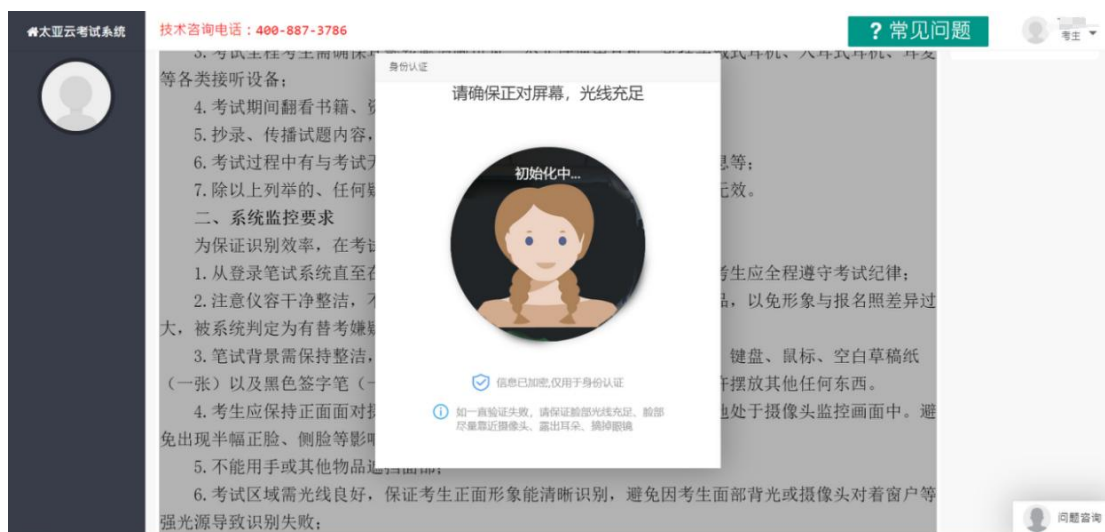 太亚云考试系统
技术咨询电话：400-887-3786
? 常见问题
考生
等各类接听设备；
4.考试期间翻看书籍、
5.抄录、传播试题内容，
6.考试过程中有与考试
息等；
7.除以上列举的、任何
无效。
二、系统监控要求
为保证识别效率，在考
1.从登录笔试系统直至
考生应全程遵守考试纪律；
2.注意仪容干净整洁，
品，以免形象与报名照差异过
大，被系统判定为有替考嫌
3.笔试背景需保持整洁，
键盘、鼠标、空白草稿纸
（一张）以及黑色签字笔（
许摆放其他任何东西。
4.考生应保持正面面对
地处于摄像头监控画面中。避
免出现半幅正脸、侧脸等影
5.不能用手或其他物品遮挡面部；
6.考试区域需光线良好，保证考生正面形象能清晰识别，避免因考生面部背光或摄像头对着窗户等
强光源导致识别失败；
身份认证
请确保正对屏幕，光线充足
初始化中...
信息已加密,仅用于身份认证
如一直验证失败，请保证脸部光线充足、脸部
尽量靠近摄像头、露出耳朵、摘掉眼镜
问题咨询